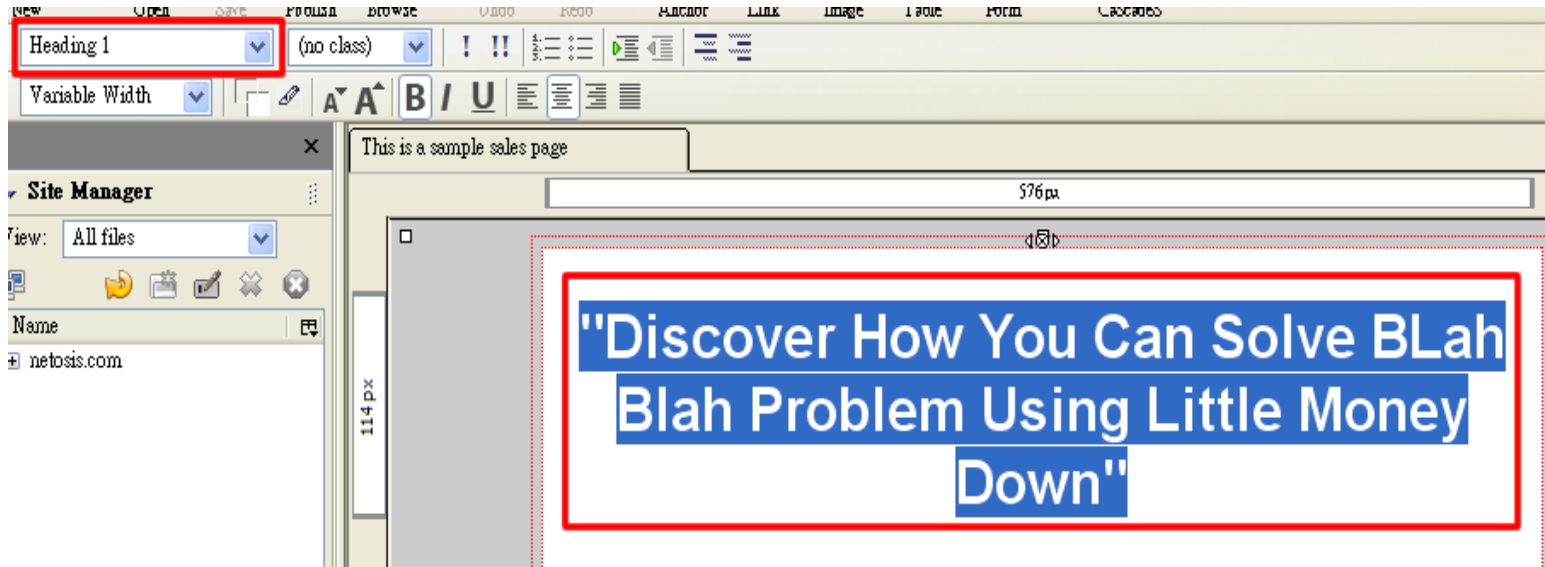 New Open Save Publish Browse Undo Redo Anchor Link Image Table Form Cascades
Heading 1 (no class) ! !!
Variable Width A A B I U
This is a sample sales page
Site Manager
576px
View: All files
Name
netosis.com
114 px
"Discover How You Can Solve BLah
Blah Problem Using Little Money
Down"